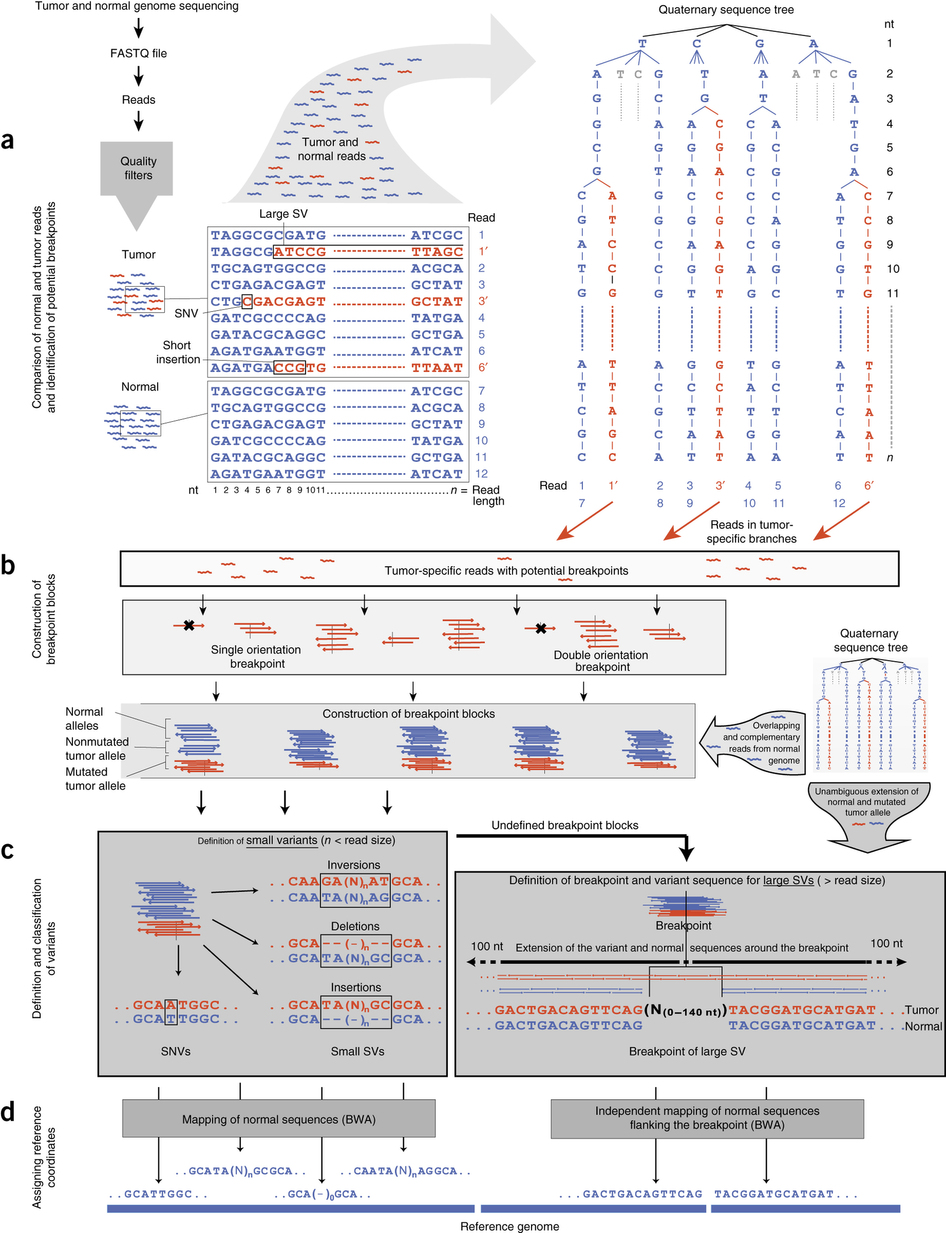 Tumor and normal genome sequencing
FASTQ file
Reads
Quality
filters
a
Comparison of normal and tumor reads
and identification of potential breakpoints
Tumor and
normal reads
Large SV
Read
Tumor
SNV
Short
insertion
Normal
TAGGCGCGATG ATCGC 1
TAGGCGATCCG TTAGC 1′
TGCAGTGGCCG ACGCA 2
CTGAGACGAGT GCTAT 3
CTGCGACGAGT GCTAT 3′
GATCGCCCCAG TATGA 4
GATACGCAGGC GCTGA 5
AGATGAATGGT ATCAT 6
AGATGACCGTG TTAAT 6′
TAGGCGCGATG ATCGC 7
TGCAGTGGCCG ACGCA 8
CTGAGACGAGT GCTAT 9
GATCGCCCCAG TATGA 10
GATACGCAGGC GCTGA 11
AGATGAATGGT ATCAT 12
nt 1 2 3 4 5 6 7 8 9 10 11 n = Read
length
Quaternary sequence tree
nt
T C G A 1
A T C G T A A T C G 2
G C G T A 3
G A A C C A T 4
C G G G G C G 5
G T A A C G A 6
C A G C C C C A C 7
G T G G G C G T C 8
A C C A A C G C G 9
T C C G G A G G T 10
G G G T T G C T G 11
A T A G G T G A T
T T C C C A C T T
C A G T T T T C A
G G C C A T G A A
C C A T T A A T T n
Read 1 1′ 2 3 3′ 4 5 6 6′
7 8 9 10 11 12
Reads in tumor-
specific branches
b
Construction of
breakpoint blocks
Tumor-specific reads with potential breakpoints
Single orientation
breakpoint
Double orientation
breakpoint
Quaternary
sequence tree
Normal
alleles
Nonmutated
tumor allele
Mutated
tumor allele
Construction of breakpoint blocks
Overlapping
and complementary
reads from normal
genome
Unambiguous extension of
normal and mutated
tumor allele
c
Definition and classification
of variants
Definition of small variants (n < read size)
Inversions
..CAAGA(N)nATGCA..
..CAATA(N)nAGGCA..
Deletions
..GCA--(-)n--GCA..
..GCATA(N)nGCGCA..
Insertions
..GCATA(N)nGCGCA..
..GCA--(-)n--GCA..
..GCAATGGC..
..GCATTGGC..
SNVs
Small SVs
Undefined breakpoint blocks
Definition of breakpoint and variant sequence for large SVs ( > read size)
Breakpoint
100 nt Extension of the variant and normal sequences around the breakpoint 100 nt
...GACTGACAGTTCAG(N(0–140 nt))TACGGATGCATGAT...Tumor
...GACTGACAGTTCAG TACGGATGCATGAT...Normal
Breakpoint of large SV
d
Assigning reference
coordinates
Mapping of normal sequences (BWA)
Independent mapping of normal sequences
flanking the breakpoint (BWA)
..GCATA(N)nGCGCA.. ..CAATA(N)nAGGCA..
..GCATTGGC.. ..GCA(-)0GCA.. ...GACTGACAGTTCAG TACGGATGCATGAT...
Reference genome